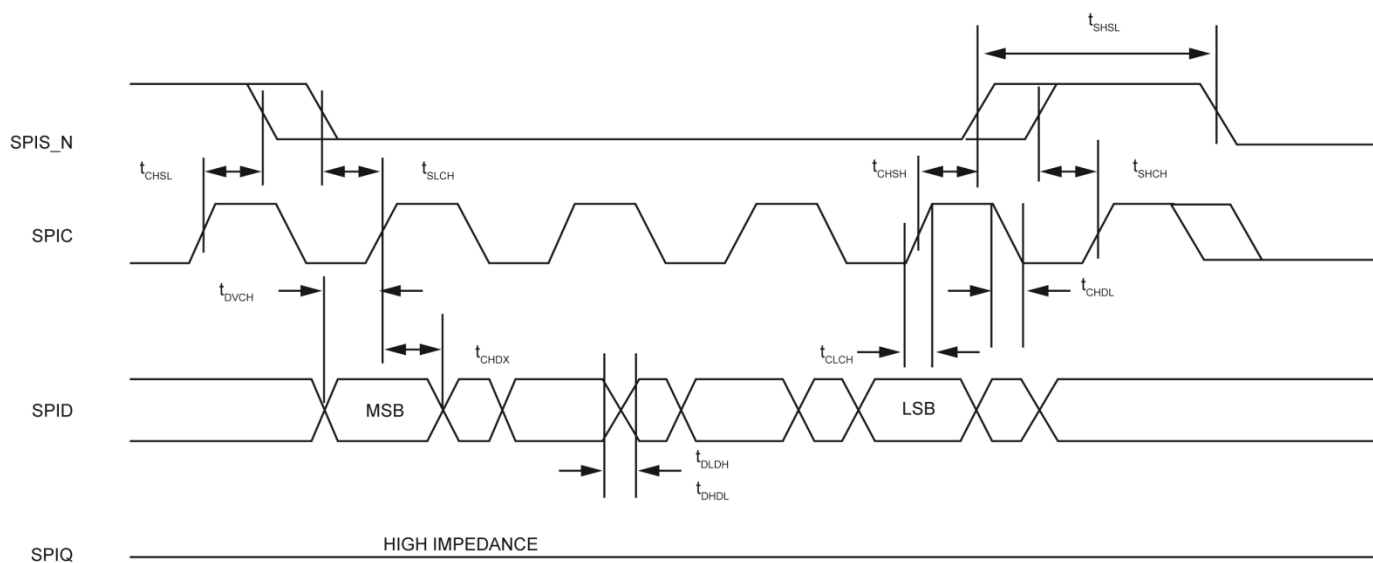 tSHSL
SPIS_N
tCHSL
tSLCH
tCHSH
tSHCH
SPIC
tDVCH
tCHDL
tCHDX
tCLCH
SPID
MSB
LSB
tDLDH
tDHDL
SPIQ
HIGH IMPEDANCE